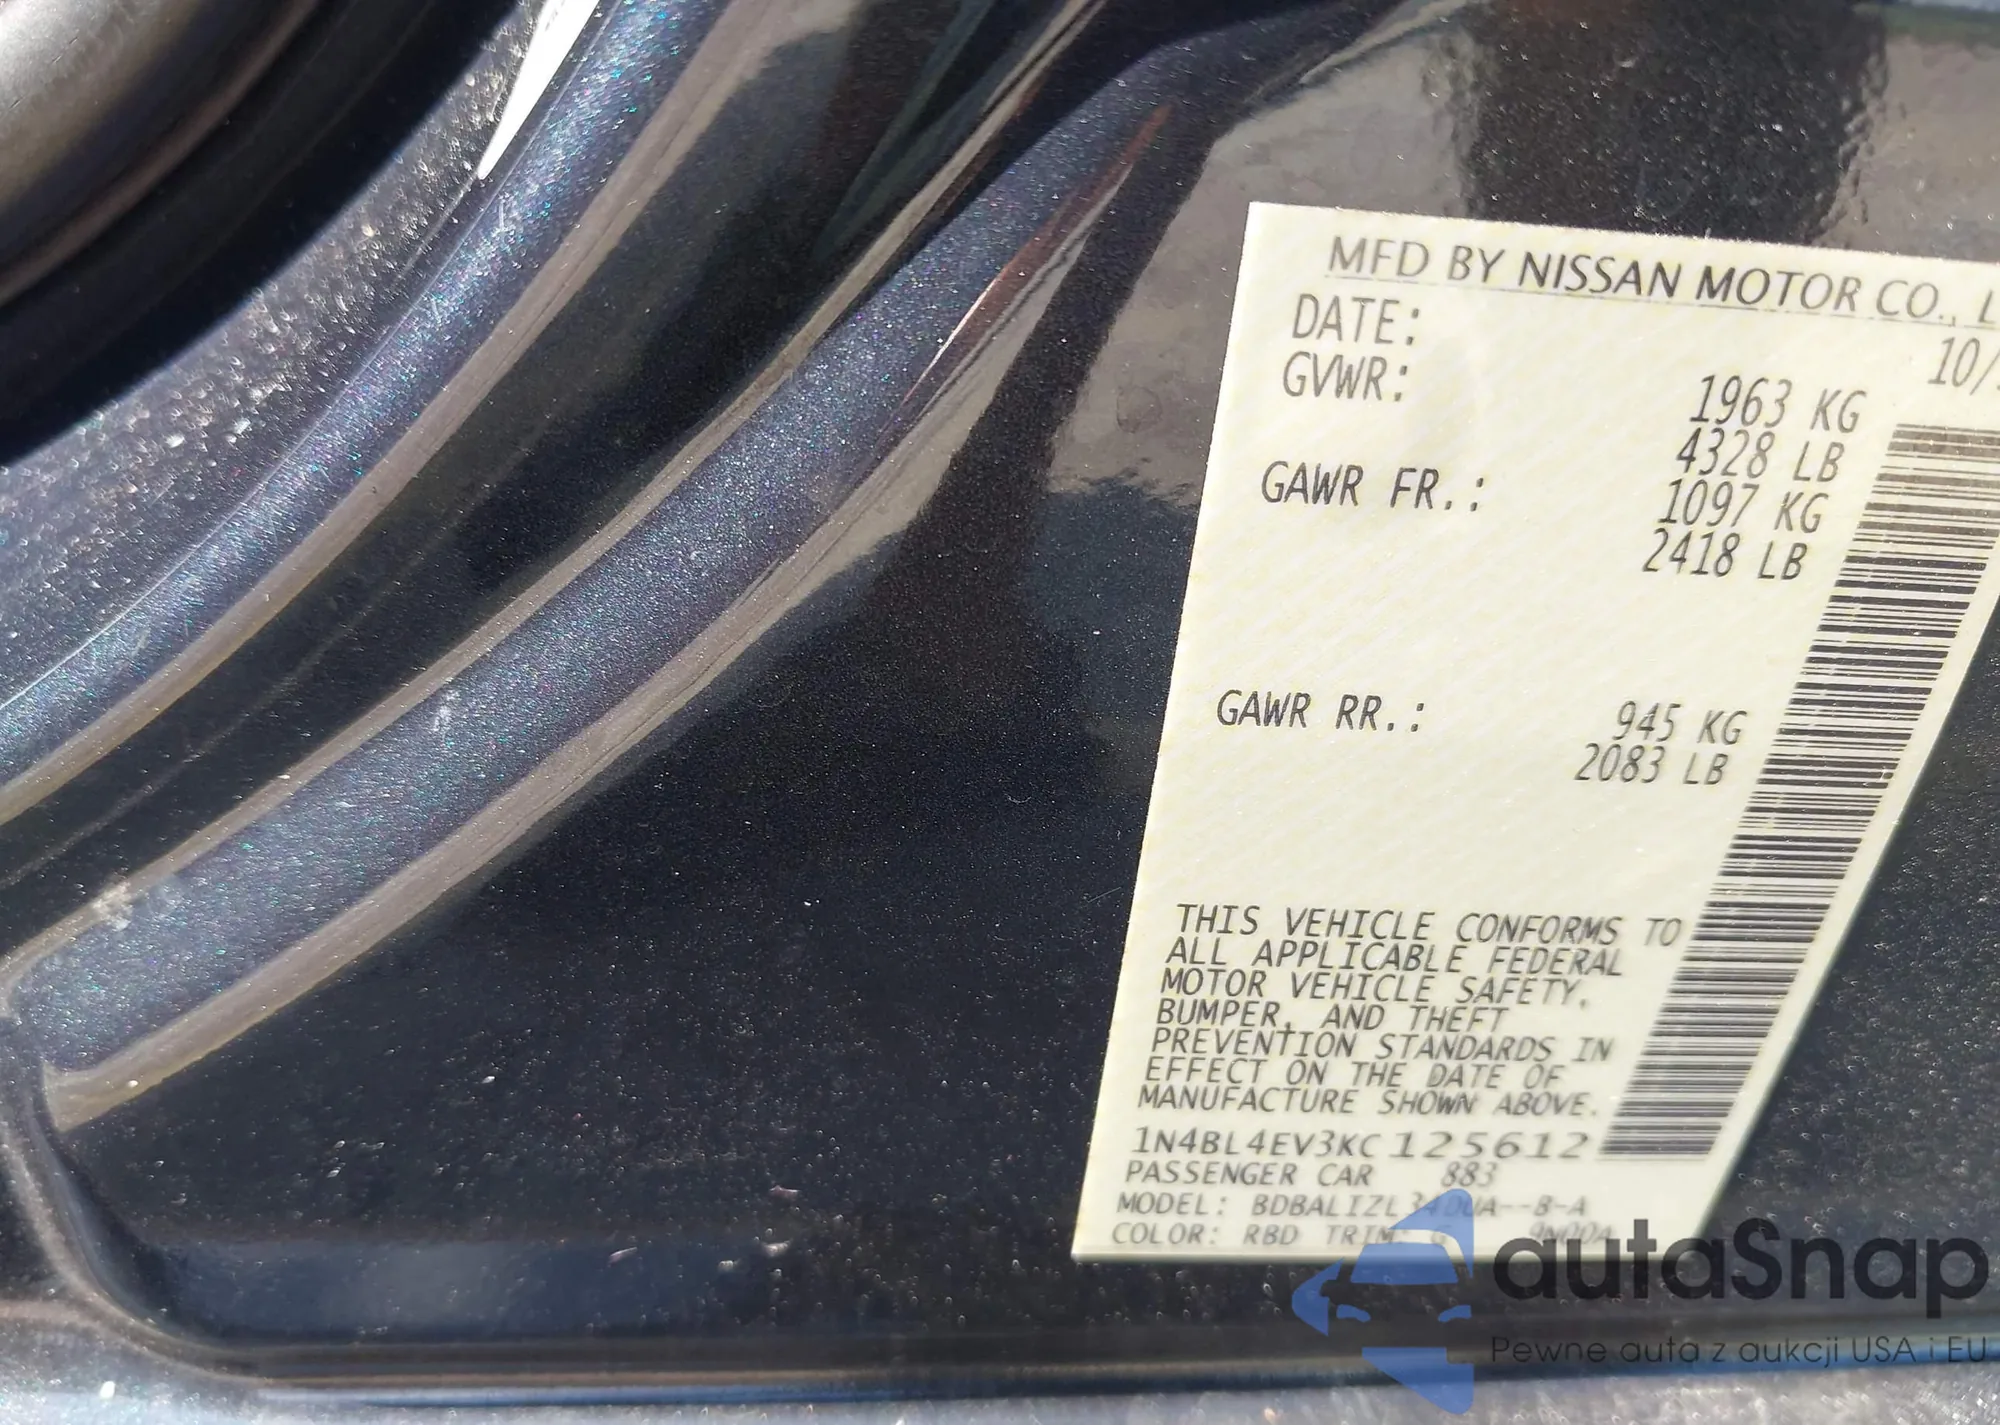 MFD BY NISSAN MOTOR CO., L
DATE: 10/
GVWR: 1963 KG
4328 LB
GAWR FR.: 1097 KG
2418 LB
GAWR RR.: 945 KG
2083 LB
THIS VEHICLE CONFORMS TO
ALL APPLICABLE FEDERAL
MOTOR VEHICLE SAFETY,
BUMPER, AND THEFT
PREVENTION STANDARDS IN
EFFECT ON THE DATE OF
MANUFACTURE SHOWN ABOVE.
1N4BL4EV3KC125612
PASSENGER CAR 883
MODEL:
COLOR: RBD TRIM: G
autaSnap
Pewne auta z aukcji USA i EU